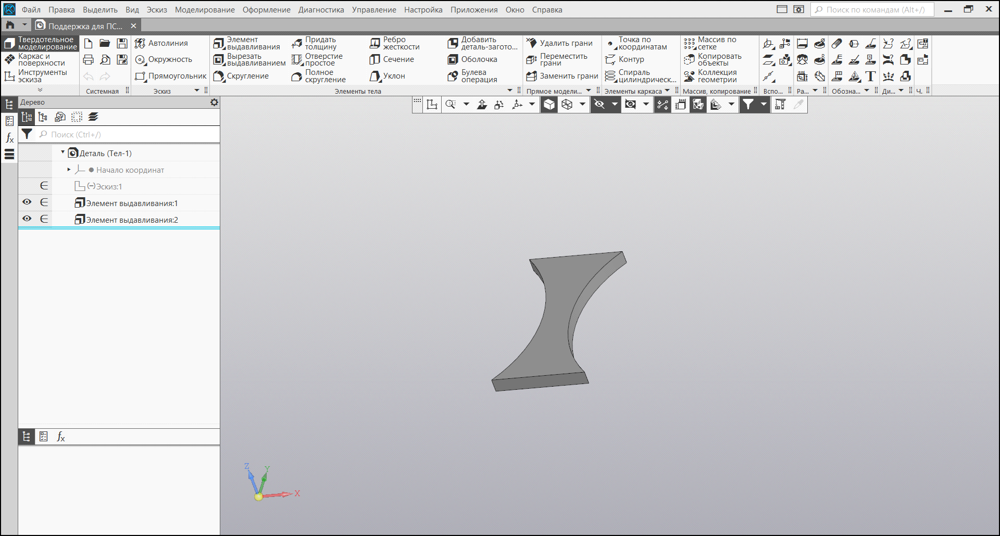 Файл Правка Выделить Вид Эскиз Моделирование Оформление Диагностика Управление Настройка Приложения Окно Справка
Поиск по командам (Alt+/)
Поддержка для ПС...
Твердотельное
моделирование
Каркас и
поверхности
Инструменты
эскиза
Системная
Автолиния
Окружность
Прямоугольник
Эскиз
Элемент
выдавливания
Вырезать
выдавливанием
Скругление
Придать
толщину
Отверстие
простое
Полное
скругление
Ребро
жесткости
Сечение
Уклон
Добавить
деталь-загото...
Оболочка
Булева
операция
Элементы тела
Удалить грани
Переместить
грани
Заменить грани
Прямое модели...
Точка по
координатам
Контур
Спираль
цилиндрическ...
Элементы каркаса
Массив по
сетке
Копировать
объекты
Коллекция
геометрии
Массив, копирование
Вспо...
Ра...
Обозна...
Ди...
Ч.
Дерево
Поиск (Ctrl+/)
Деталь (Тел-1)
Начало координат
(−)Эскиз:1
Элемент выдавливания:1
Элемент выдавливания:2
Z
Y
X